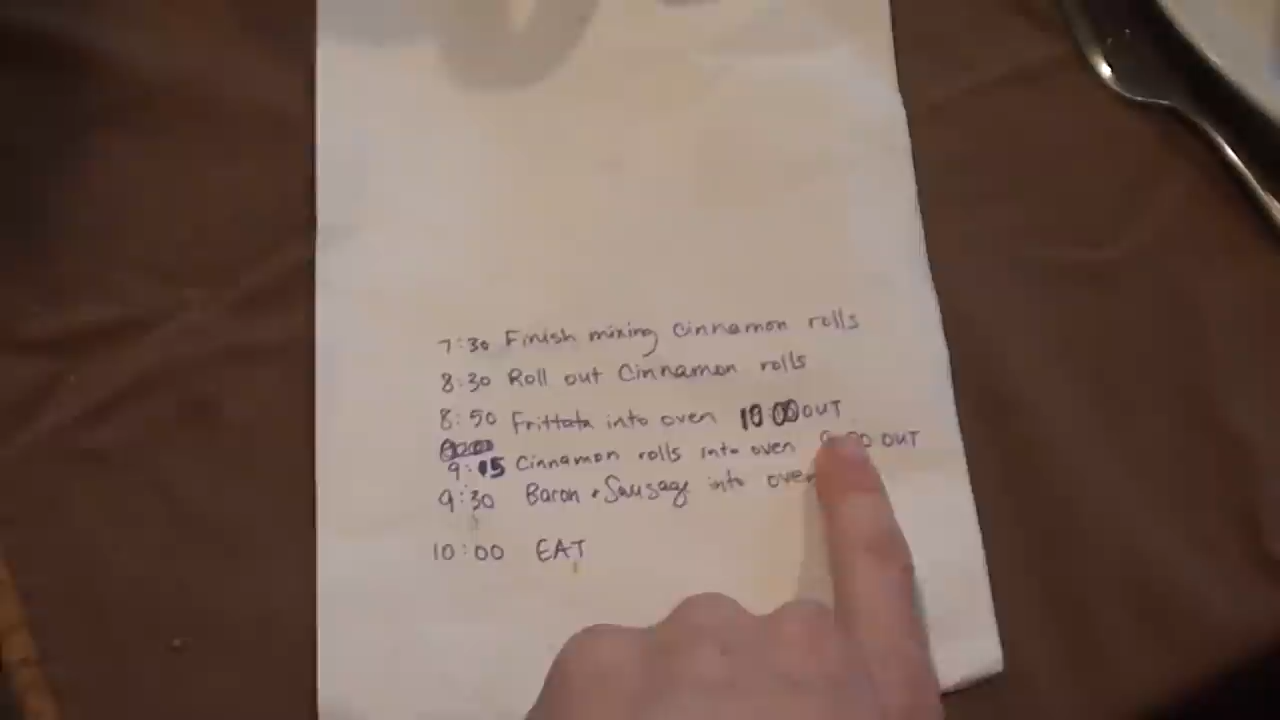 7:30 Finish mixing Cinnamon rolls
8:30 Roll out Cinnamon rolls
8:50 Frittata into oven 10:00 OUT
9:15 Cinnamon rolls into oven OUT
9:30 Bacon + Sausage into oven
10:00 EAT